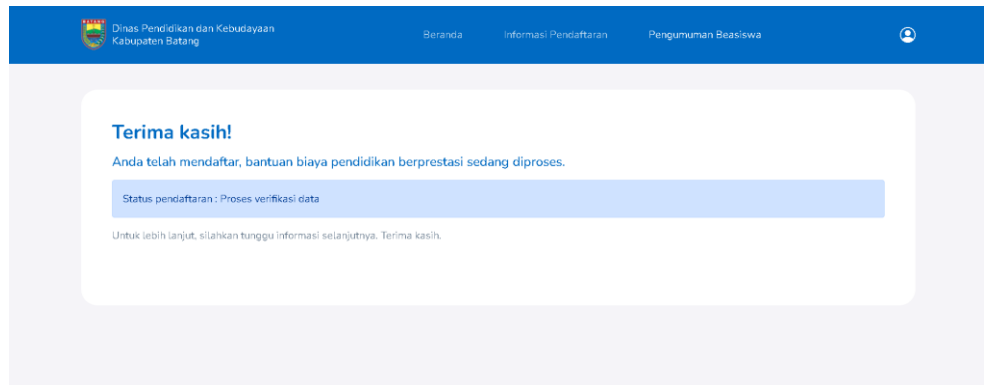 BATANG
Dinas Pendidikan dan Kebudayaan
Kabupaten Batang
Beranda
Informasi Pendaftaran
Pengumuman Beasiswa
Terima kasih!
Anda telah mendaftar, bantuan biaya pendidikan berprestasi sedang diproses.
Status pendaftaran : Proses verifikasi data
Untuk lebih lanjut, silahkan tunggu informasi selanjutnya. Terima kasih.